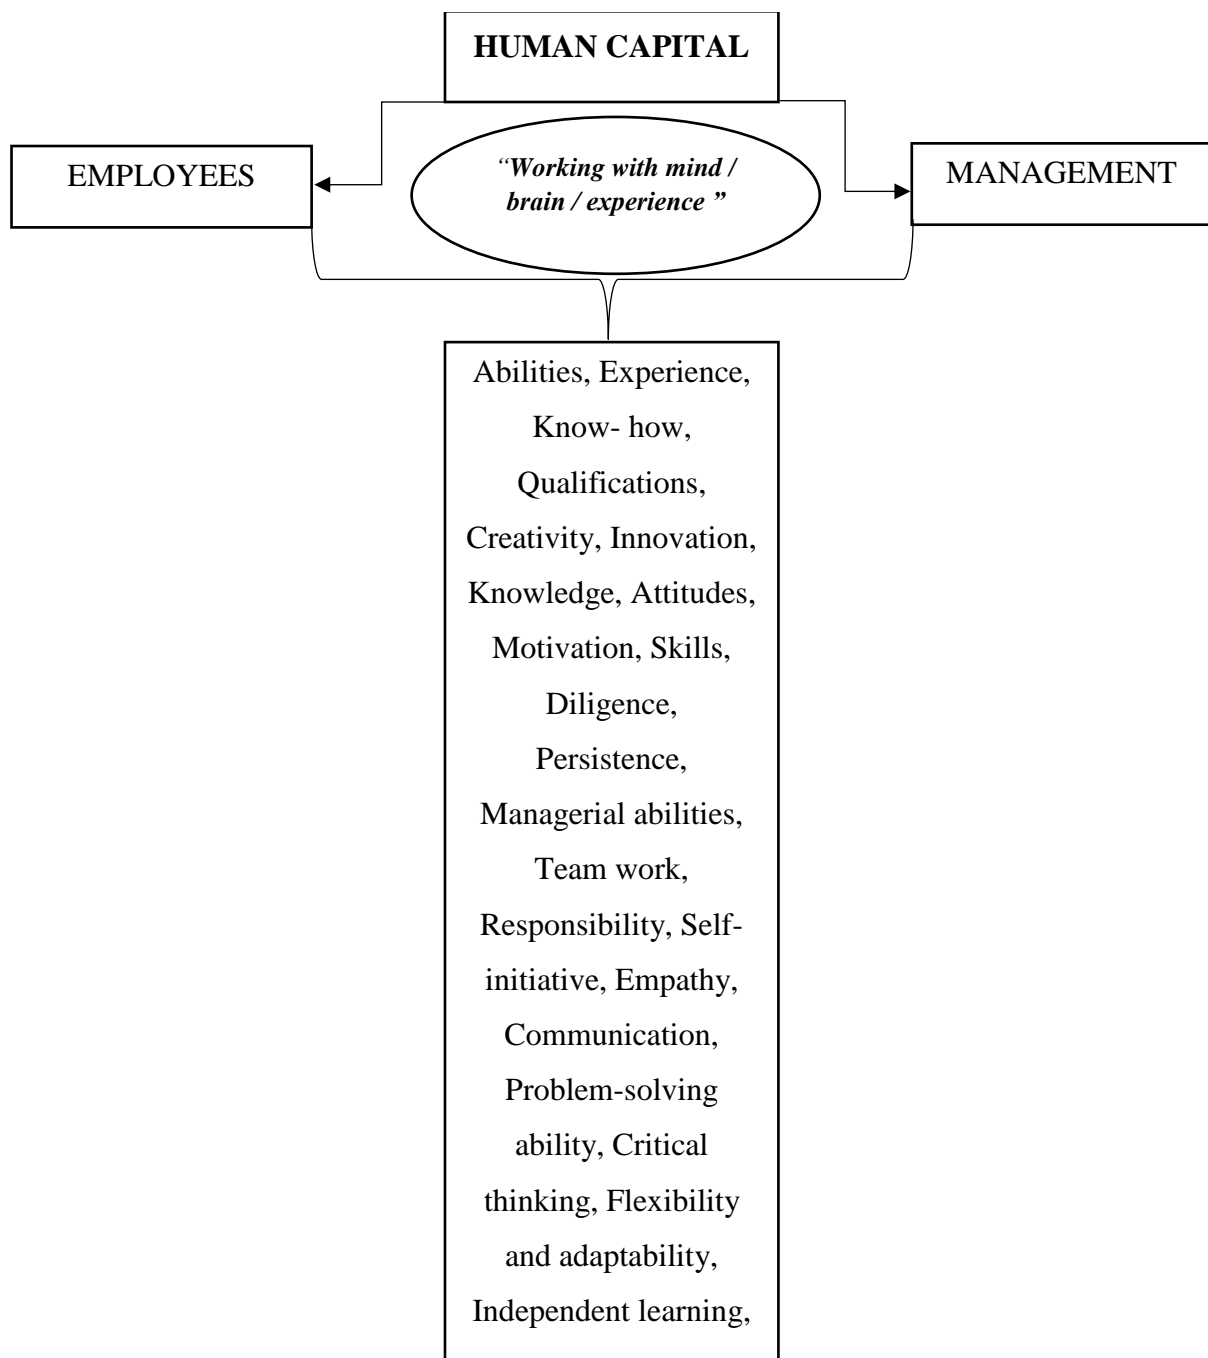 HUMAN CAPITAL
EMPLOYEES
“Working with mind /
brain / experience ”
MANAGEMENT
Abilities, Experience,
Know- how,
Qualifications,
Creativity, Innovation,
Knowledge, Attitudes,
Motivation, Skills,
Diligence,
Persistence,
Managerial abilities,
Team work,
Responsibility, Self-
initiative, Empathy,
Communication,
Problem-solving
ability, Critical
thinking, Flexibility
and adaptability,
Independent learning,